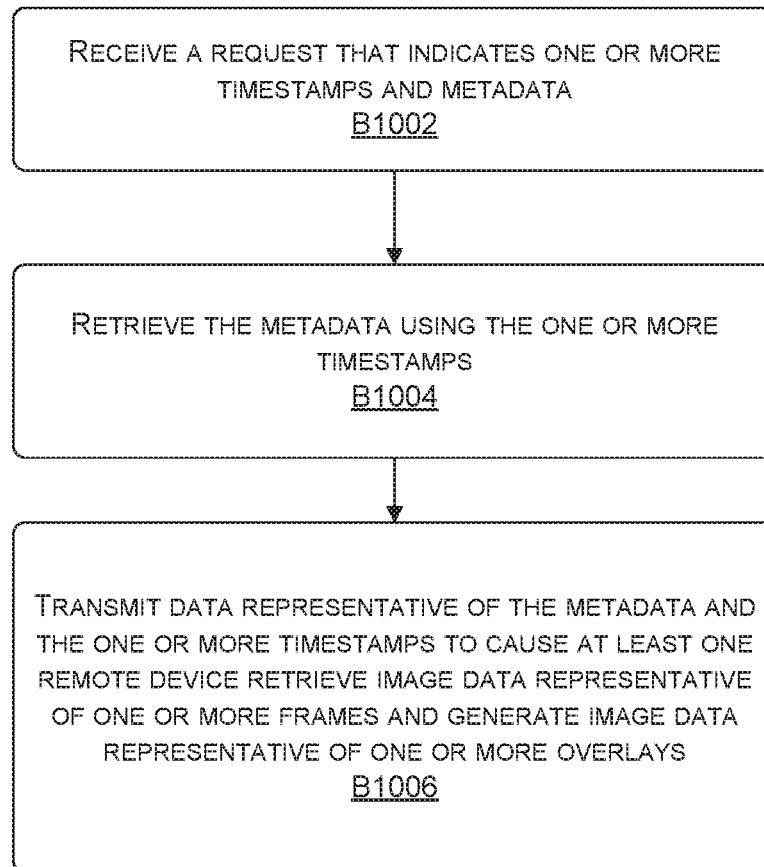 RECEIVE A REQUEST THAT INDICATES ONE OR MORE
TIMESTAMPS AND METADATA
B1002
RETRIEVE THE METADATA USING THE ONE OR MORE
TIMESTAMPS
B1004
TRANSMIT DATA REPRESENTATIVE OF THE METADATA AND
THE ONE OR MORE TIMESTAMPS TO CAUSE AT LEAST ONE
REMOTE DEVICE RETRIEVE IMAGE DATA REPRESENTATIVE
OF ONE OR MORE FRAMES AND GENERATE IMAGE DATA
REPRESENTATIVE OF ONE OR MORE OVERLAYS
B1006